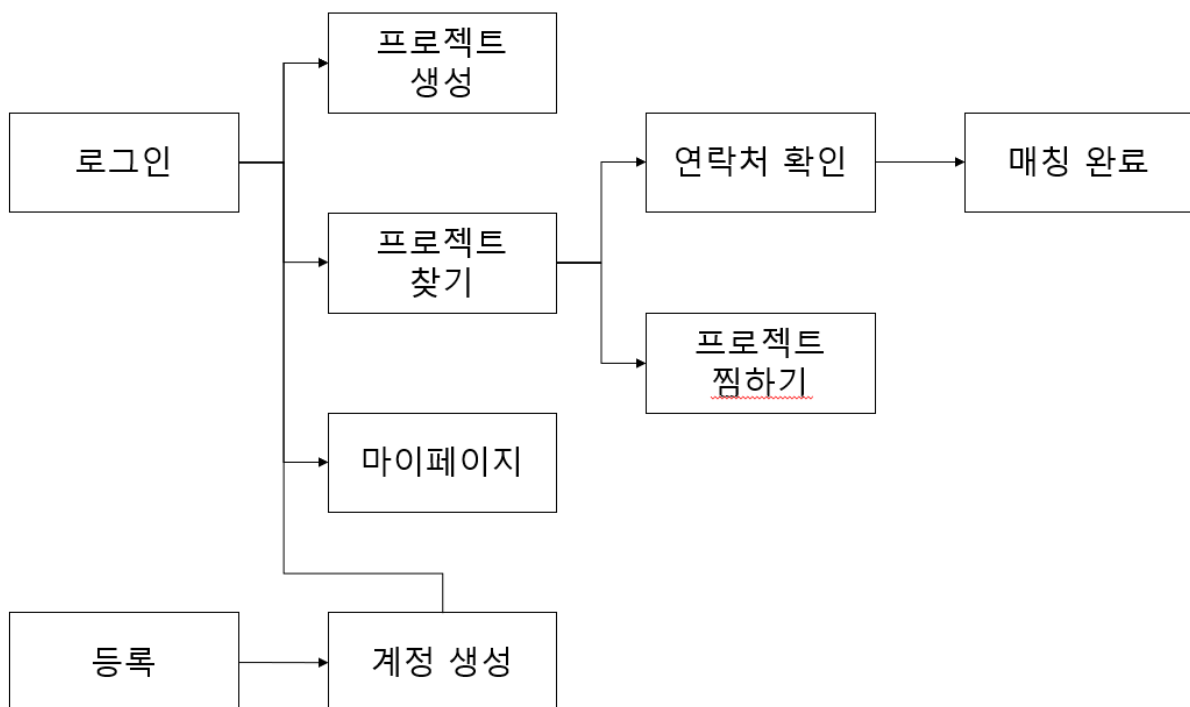 프로젝트
생성
로그인
연락처 확인
매칭 완료
프로젝트
찾기
프로젝트
찜하기
마이페이지
등록
계정 생성